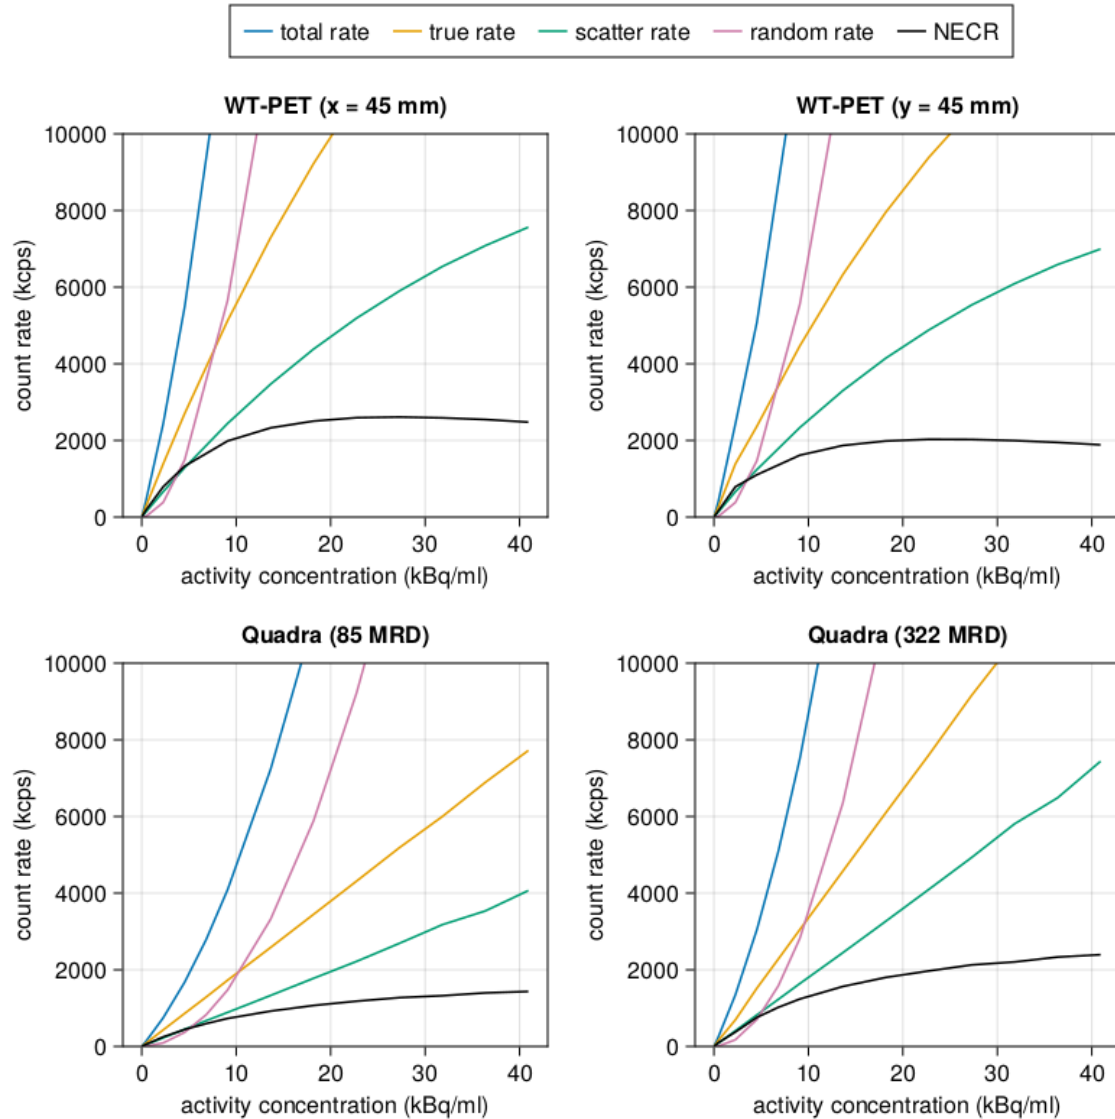 total rate true rate scatter rate random rate NECR
WT-PET (x = 45 mm)
10000
8000
6000
4000
2000
0
count rate (kcps)
0 10 20 30 40
activity concentration (kBq/ml)
WT-PET (y = 45 mm)
10000
8000
6000
4000
2000
0
count rate (kcps)
0 10 20 30 40
activity concentration (kBq/ml)
Quadra (85 MRD)
10000
8000
6000
4000
2000
0
count rate (kcps)
0 10 20 30 40
activity concentration (kBq/ml)
Quadra (322 MRD)
10000
8000
6000
4000
2000
0
count rate (kcps)
0 10 20 30 40
activity concentration (kBq/ml)